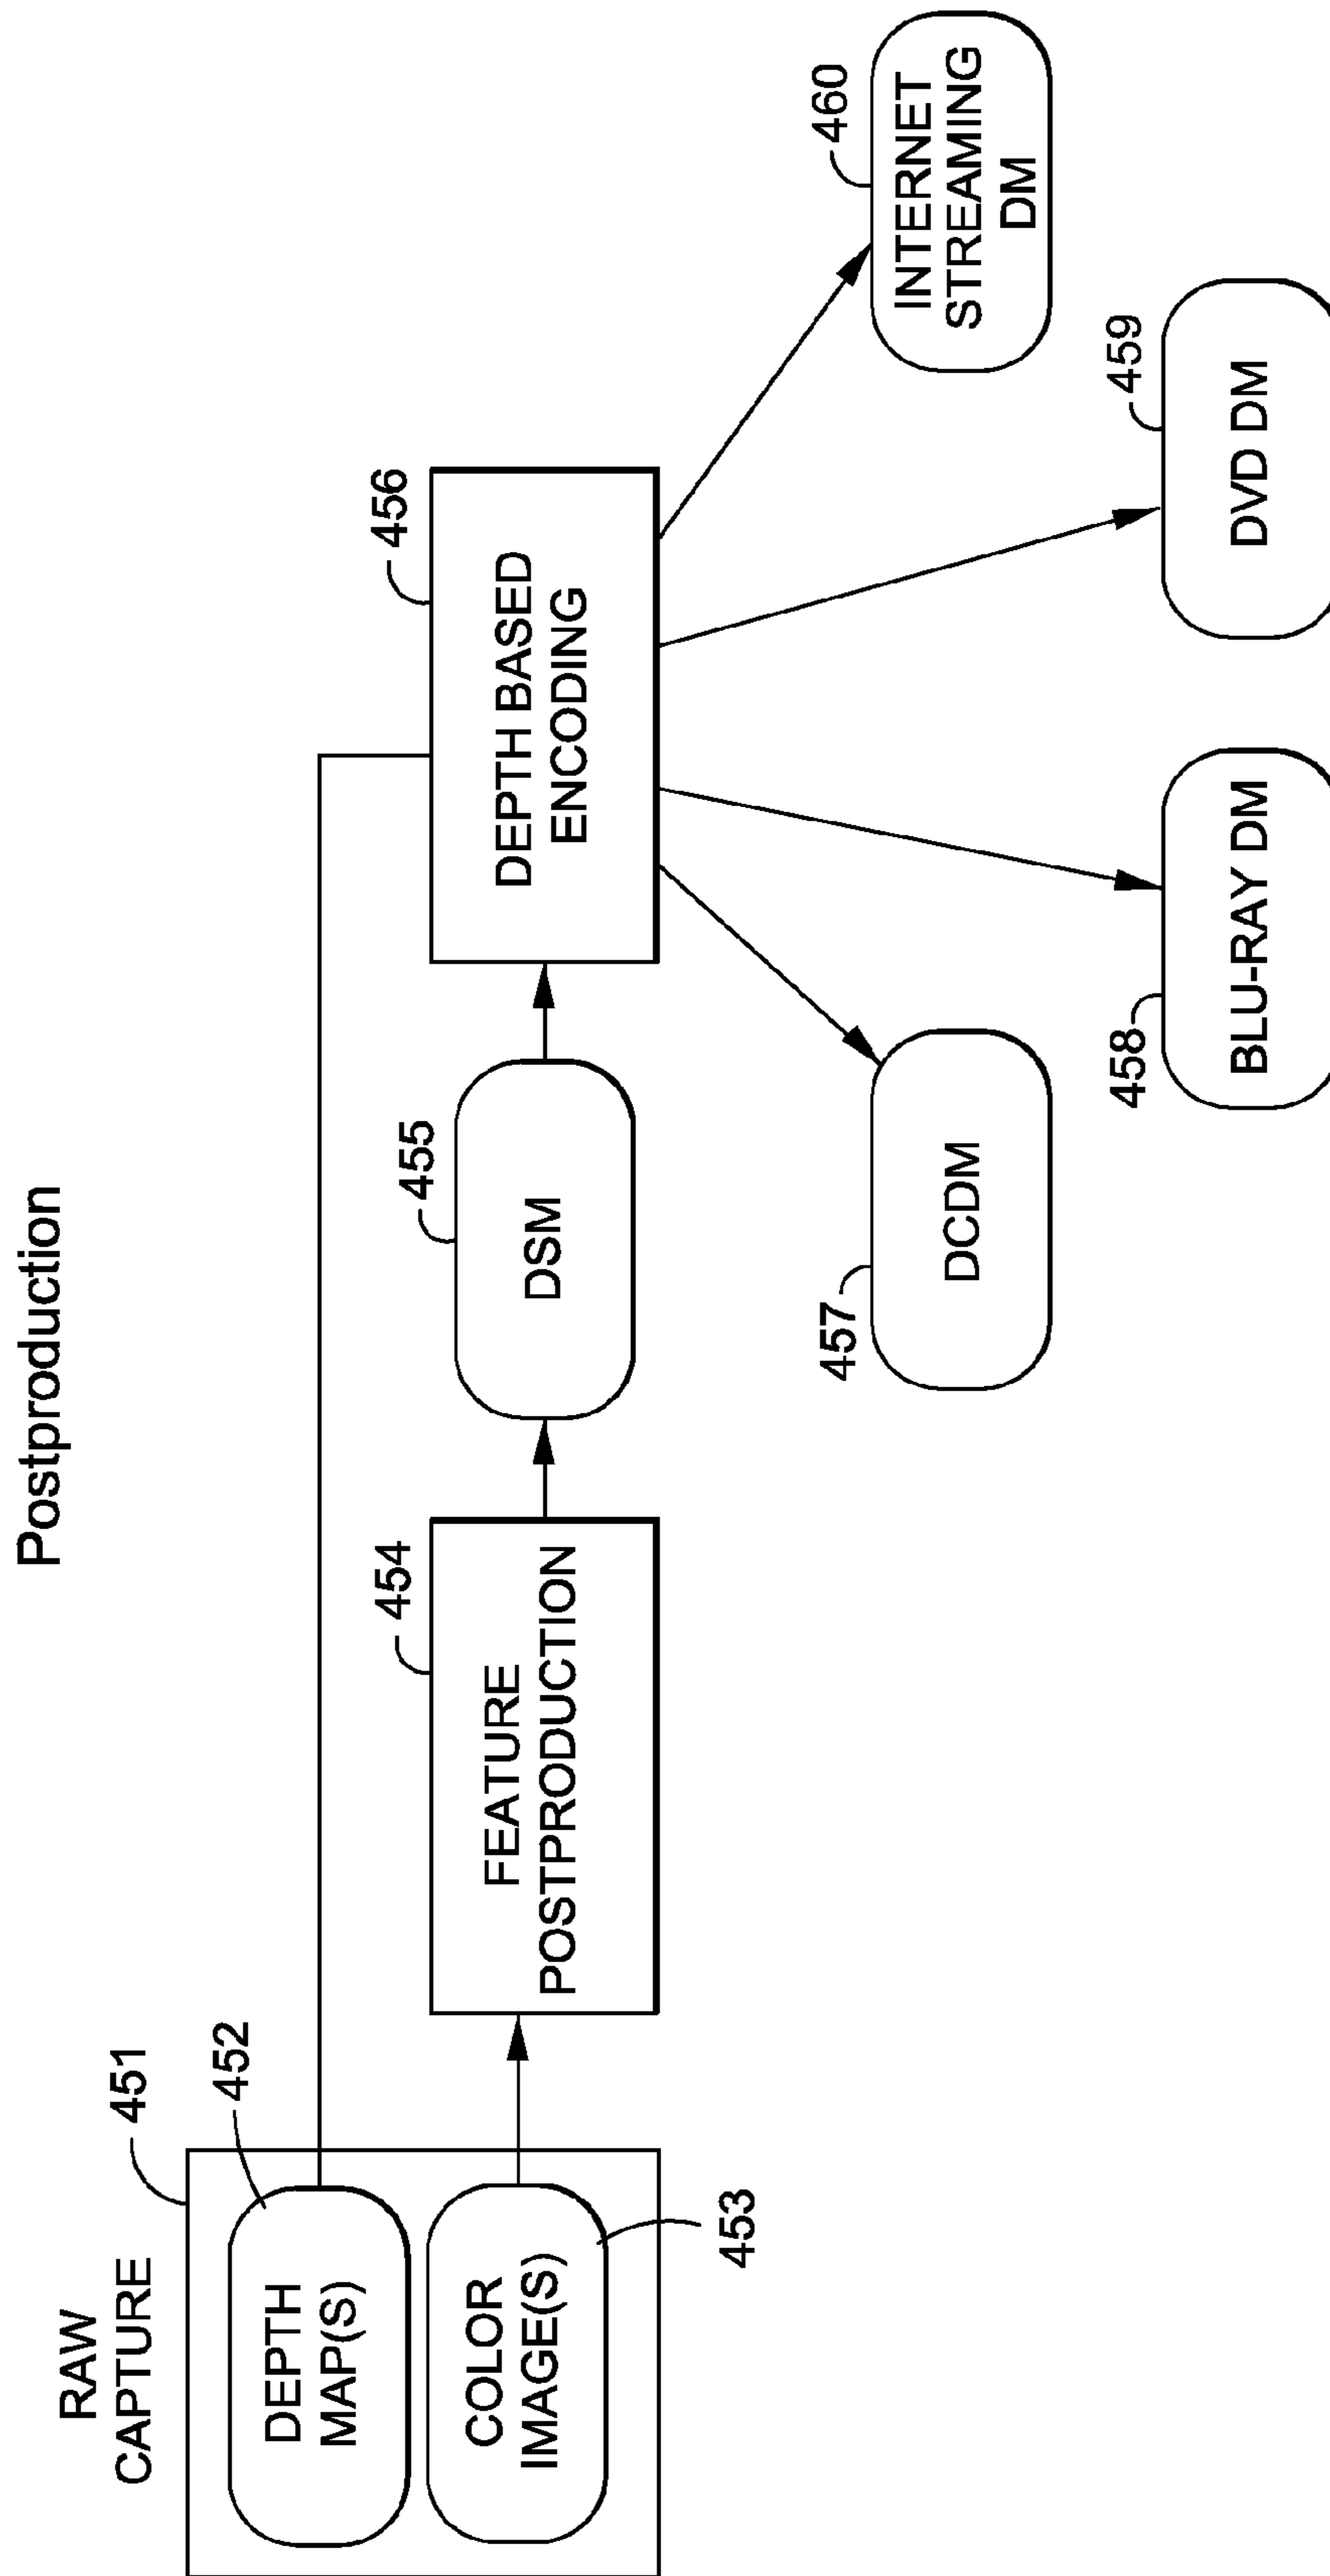 Postproduction
RAW
CAPTURE
451
452
DEPTH
MAP(S)
COLOR
IMAGE(S)
453
454
FEATURE
POSTPRODUCTION
455
DSM
456
DEPTH BASED
ENCODING
457
DCDM
458
BLU-RAY DM
459
DVD DM
460
INTERNET
STREAMING
DM